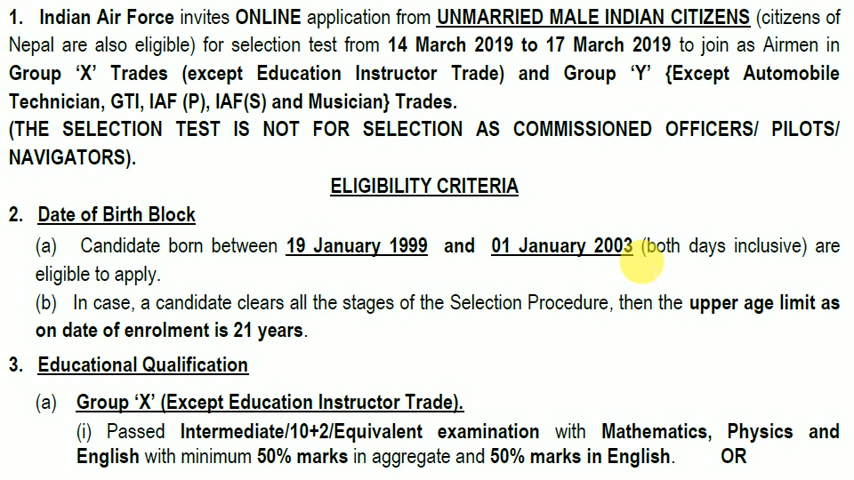 1. Indian Air Force invites ONLINE application from UNMARRIED MALE INDIAN CITIZENS (citizens of
Nepal are also eligible) for selection test from 14 March 2019 to 17 March 2019 to join as Airmen in
Group ‘X’ Trades (except Education Instructor Trade) and Group ‘Y’ {Except Automobile
Technician, GTI, IAF (P), IAF(S) and Musician} Trades.
(THE SELECTION TEST IS NOT FOR SELECTION AS COMMISSIONED OFFICERS/ PILOTS/
NAVIGATORS).
ELIGIBILITY CRITERIA
2. Date of Birth Block
(a) Candidate born between 19 January 1999 and 01 January 2003 (both days inclusive) are
eligible to apply.
(b) In case, a candidate clears all the stages of the Selection Procedure, then the upper age limit as
on date of enrolment is 21 years.
3. Educational Qualification
(a) Group ‘X’ (Except Education Instructor Trade).
(i) Passed Intermediate/10+2/Equivalent examination with Mathematics, Physics and
English with minimum 50% marks in aggregate and 50% marks in English. OR